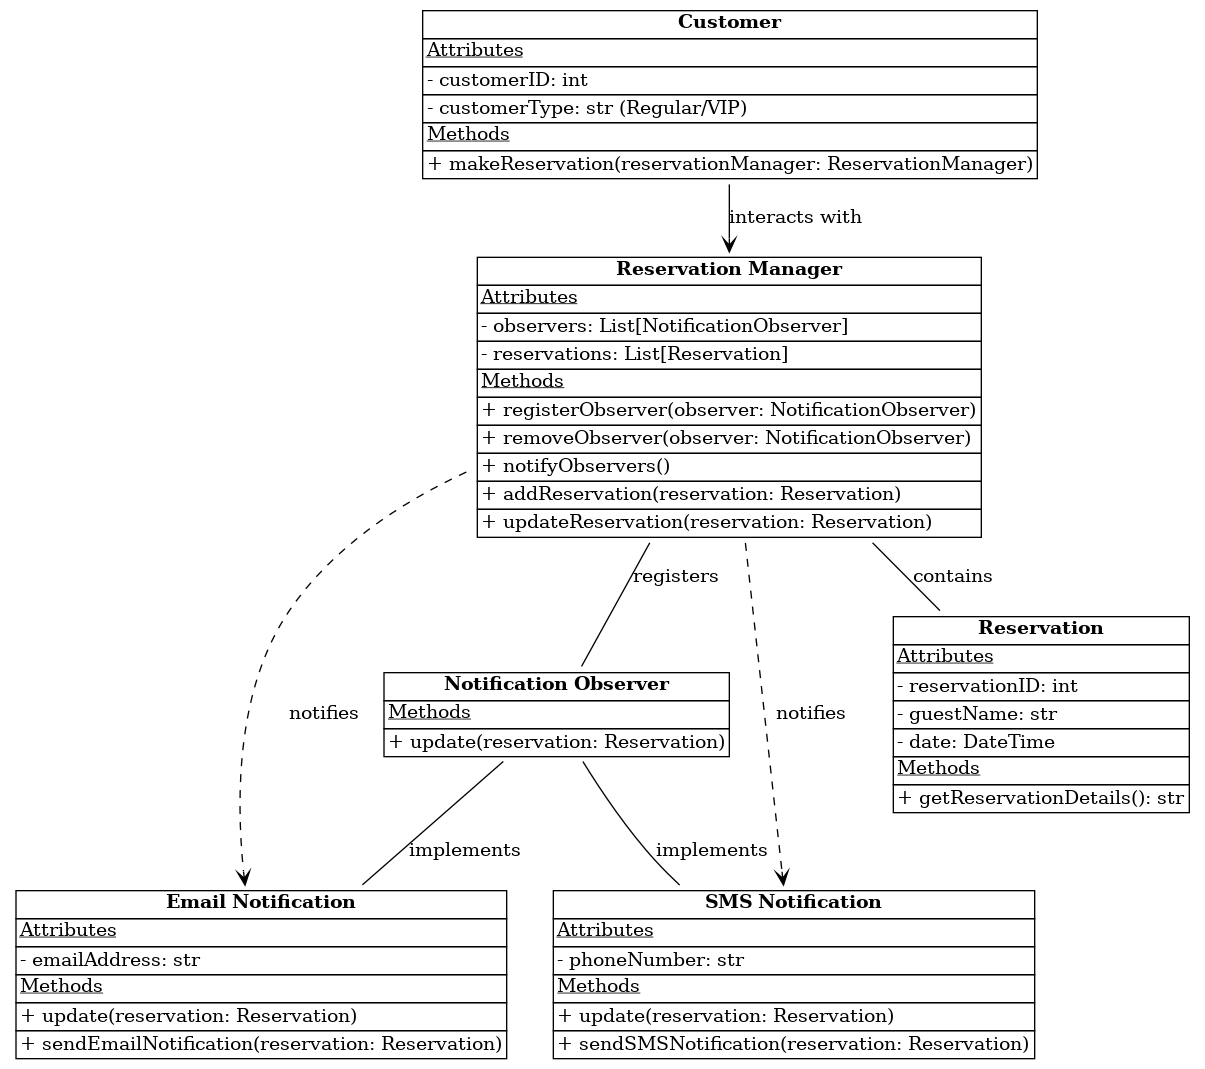 Customer
Attributes
- customerID: int
- customerType: str (Regular/VIP)
Methods
+ makeReservation(reservationManager: ReservationManager)
interacts with
Reservation Manager
Attributes
- observers: List[NotificationObserver]
- reservations: List[Reservation]
Methods
+ registerObserver(observer: NotificationObserver)
+ removeObserver(observer: NotificationObserver)
+ notifyObservers()
+ addReservation(reservation: Reservation)
+ updateReservation(reservation: Reservation)
registers
contains
Reservation
Attributes
- reservationID: int
- guestName: str
- date: DateTime
Methods
+ getReservationDetails(): str
Notification Observer
Methods
+ update(reservation: Reservation)
notifies
notifies
implements
implements
Email Notification
Attributes
- emailAddress: str
Methods
+ update(reservation: Reservation)
+ sendEmailNotification(reservation: Reservation)
SMS Notification
Attributes
- phoneNumber: str
Methods
+ update(reservation: Reservation)
+ sendSMSNotification(reservation: Reservation)